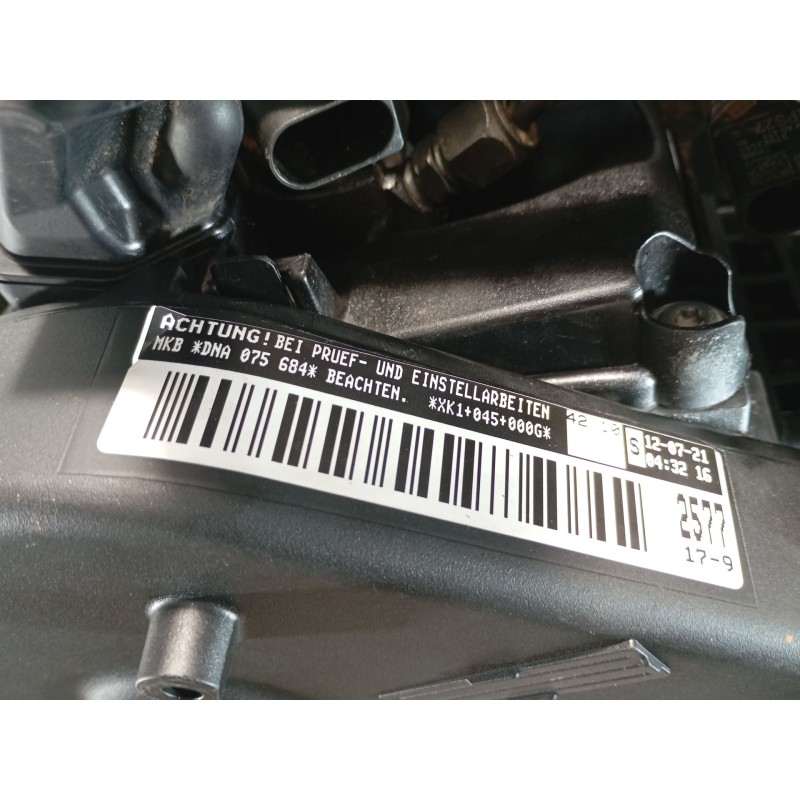 ACHTUNG! BEI PRUEF- UND EINSTELLARBEITEN
MKB *DNA 075 684* BEACHTEN. *XK1+045+000G*
S 12-07-21
04:32 16
2577
17-9